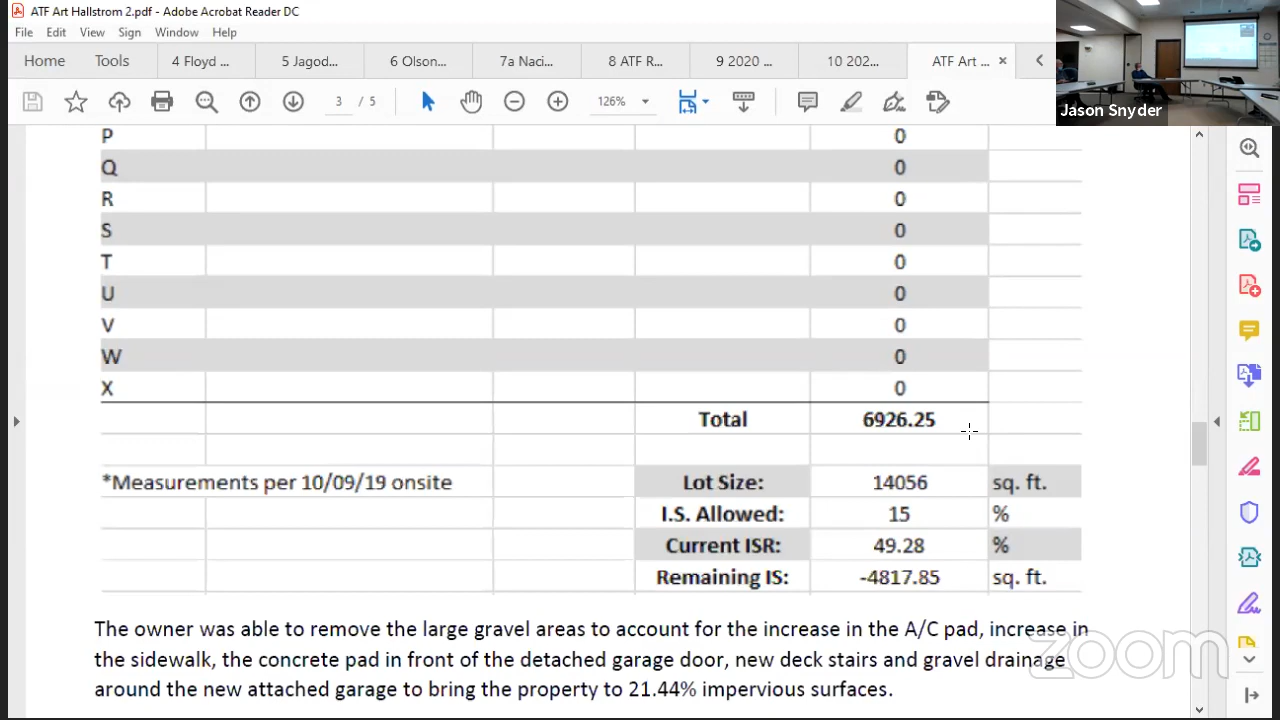 ATF Art Hallstrom 2.pdf - Adobe Acrobat Reader DC
File Edit View Sign Window Help
Home Tools 4 Floyd ... 5 Jagod... 6 Olson... 7a Naci... 8 ATF R... 9 2020 ... 10 202... ATF Art ... ×
3 / 5 126%
Jason Snyder
P 0
Q 0
R 0
S 0
T 0
U 0
V 0
W 0
X 0
Total 6926.25
*Measurements per 10/09/19 onsite Lot Size: 14056 sq. ft.
I.S. Allowed: 15 %
Current ISR: 49.28 %
Remaining IS: -4817.85 sq. ft.
The owner was able to remove the large gravel areas to account for the increase in the A/C pad, increase in
the sidewalk, the concrete pad in front of the detached garage door, new deck stairs and gravel drainage
around the new attached garage to bring the property to 21.44% impervious surfaces.
zoom